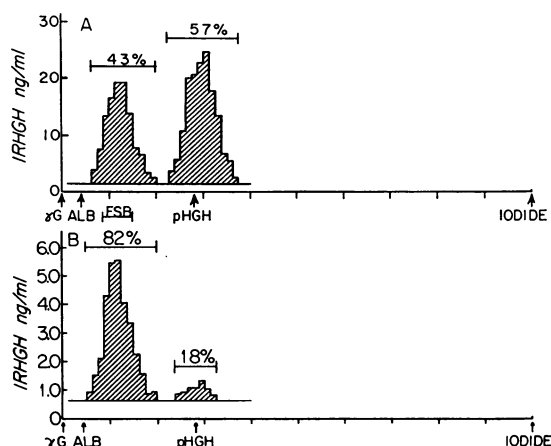 A
IRHGH ng/ml
30
20
10
0
43%
57%
γG ALB FSB pHGH IODIDE
B
IRHGH ng/ml
6.0
5.0
4.0
3.0
2.0
1.0
0
82%
18%
γG ALB pHGH IODIDE